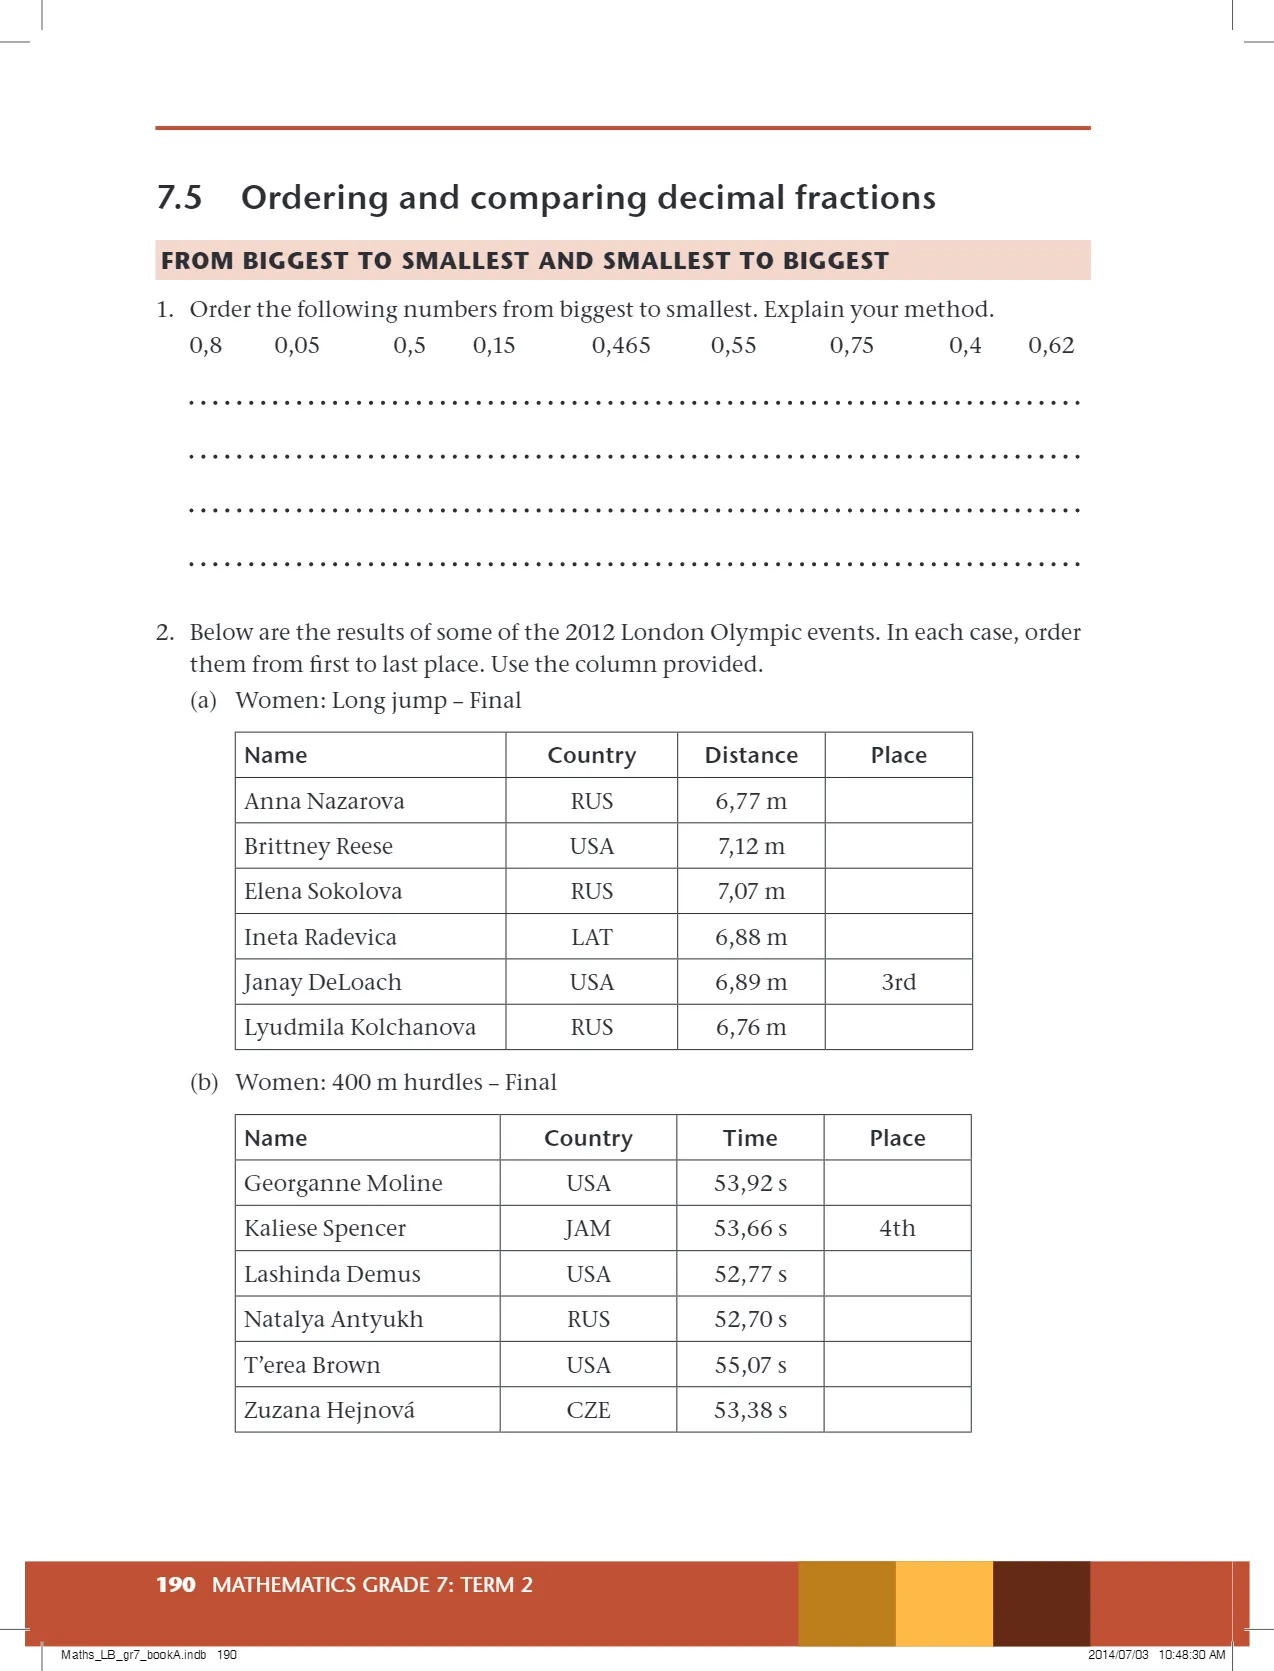 7.5 Ordering and comparing decimal fractions
FROM BIGGEST TO SMALLEST AND SMALLEST TO BIGGEST
1. Order the following numbers from biggest to smallest. Explain your method.
0,8 0,05 0,5 0,15 0,465 0,55 0,75 0,4 0,62
2. Below are the results of some of the 2012 London Olympic events. In each case, order
them from first to last place. Use the column provided.
(a) Women: Long jump – Final
Name Country Distance Place
Anna Nazarova RUS 6,77 m
Brittney Reese USA 7,12 m
Elena Sokolova RUS 7,07 m
Ineta Radevica LAT 6,88 m
Janay DeLoach USA 6,89 m 3rd
Lyudmila Kolchanova RUS 6,76 m
(b) Women: 400 m hurdles – Final
Name Country Time Place
Georganne Moline USA 53,92 s
Kaliese Spencer JAM 53,66 s 4th
Lashinda Demus USA 52,77 s
Natalya Antyukh RUS 52,70 s
T’erea Brown USA 55,07 s
Zuzana Hejnová CZE 53,38 s
190 MATHEMATICS GRADE 7: TERM 2
Maths_LB_gr7_bookA.indb 190 2014/07/03 10:48:30 AM